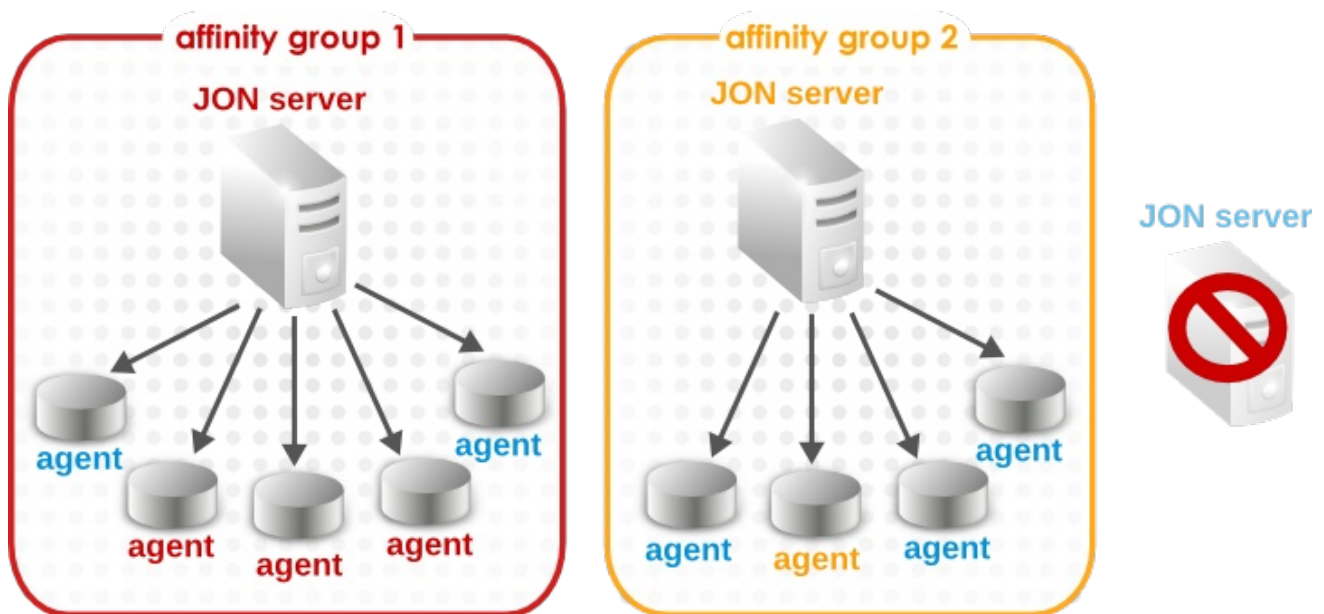 affinity group 1
JON server
agent
agent
agent
agent
agent
affinity group 2
JON server
agent
agent
agent
agent
JON server